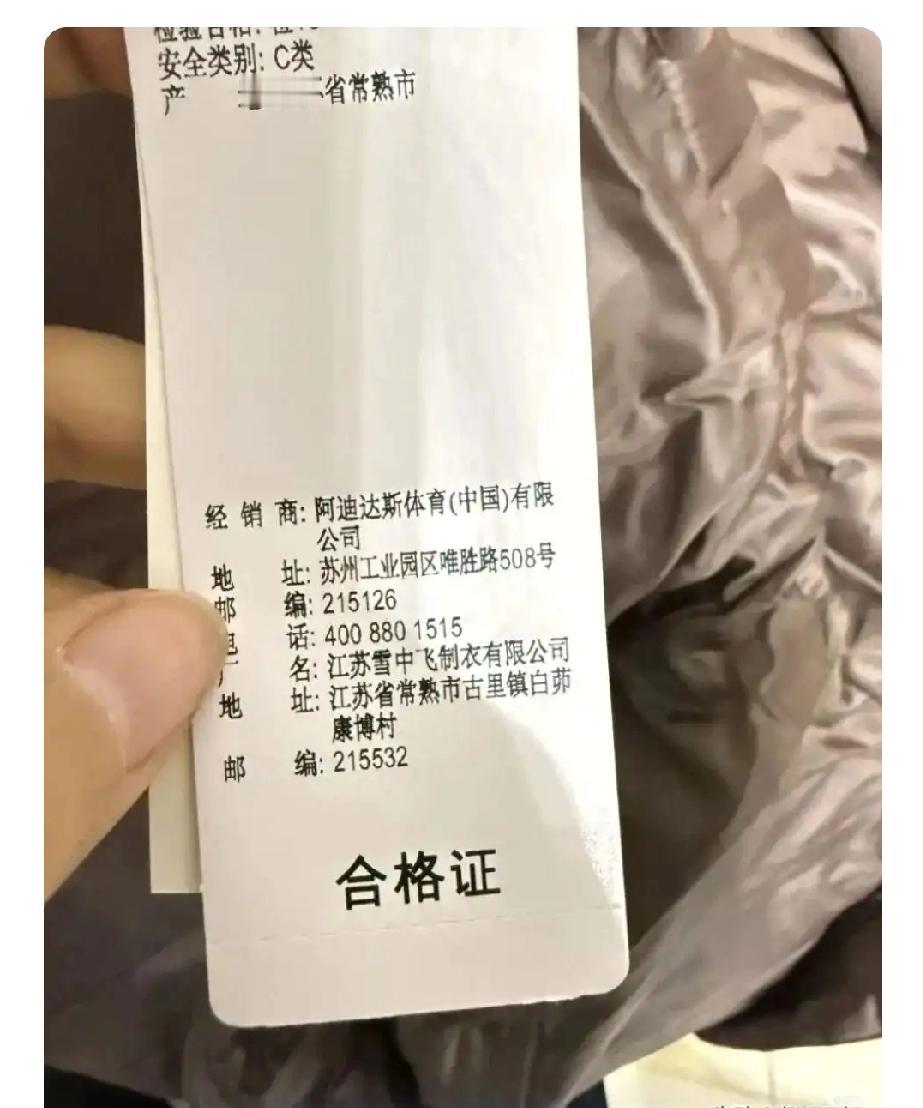 安全类别: C类
产 省常熟市
经 销 商: 阿迪达斯体育(中国)有限
公司
地 址: 苏州工业园区唯胜路508号
邮 编: 215126
电 话: 400 880 1515
厂 名: 江苏雪中飞制衣有限公司
地 址: 江苏省常熟市古里镇白茆
康博村
邮 编: 215532
合格证